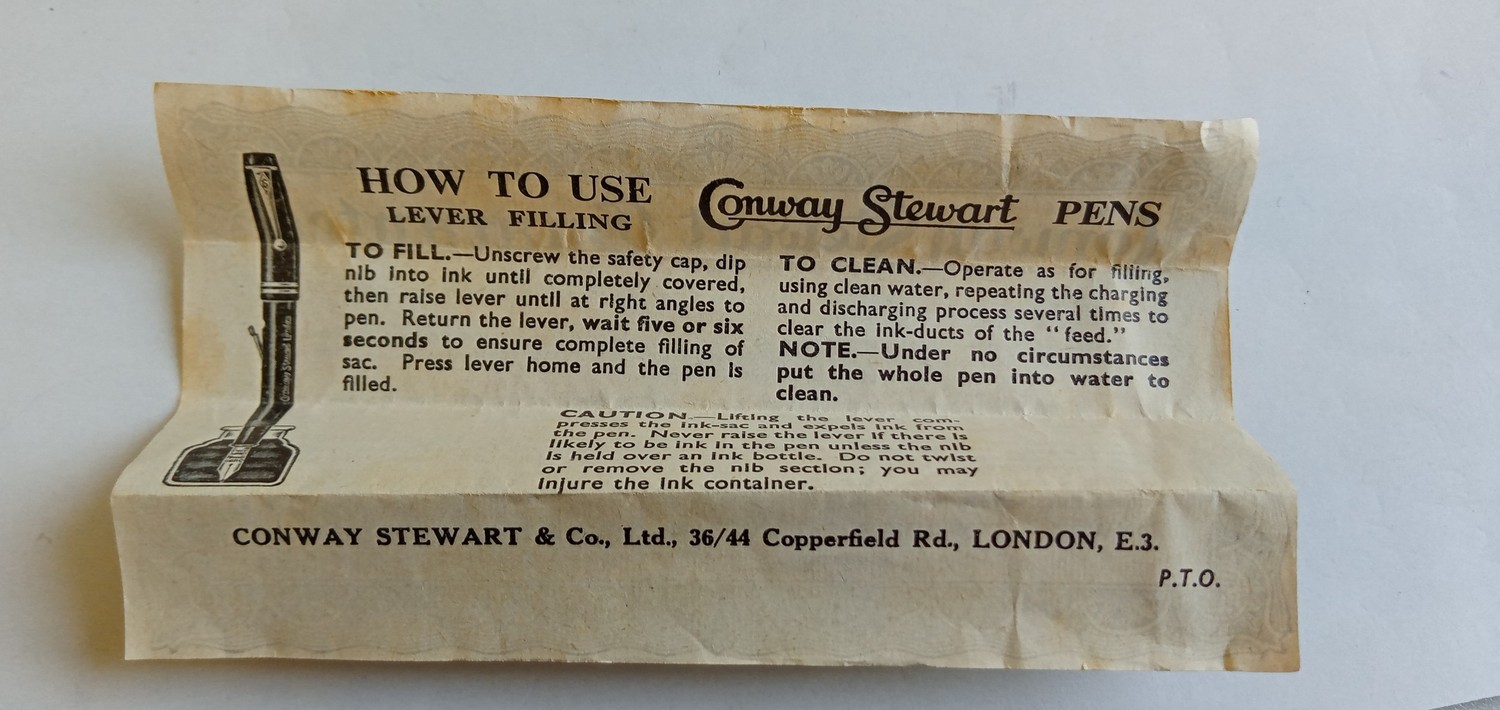 HOW TO USE
LEVER FILLING
Conway Stewart PENS
TO FILL.—Unscrew the safety cap, dip
nib into ink until completely covered,
then raise lever until at right angles to
pen. Return the lever, wait five or six
seconds to ensure complete filling of
sac. Press lever home and the pen is
filled.
TO CLEAN.—Operate as for filling,
using clean water, repeating the charging
and discharging process several times to
clear the ink-ducts of the "feed."
NOTE.—Under no circumstances
put the whole pen into water to
clean.
CAUTION.—Lifting the lever com-
presses the ink-sac and expels ink from
the pen. Never raise the lever if there is
likely to be ink in the pen unless the nib
is held over an ink bottle. Do not twist
or remove the nib section; you may
injure the ink container.
CONWAY STEWART & Co., Ltd., 36/44 Copperfield Rd., LONDON, E.3.
P.T.O.